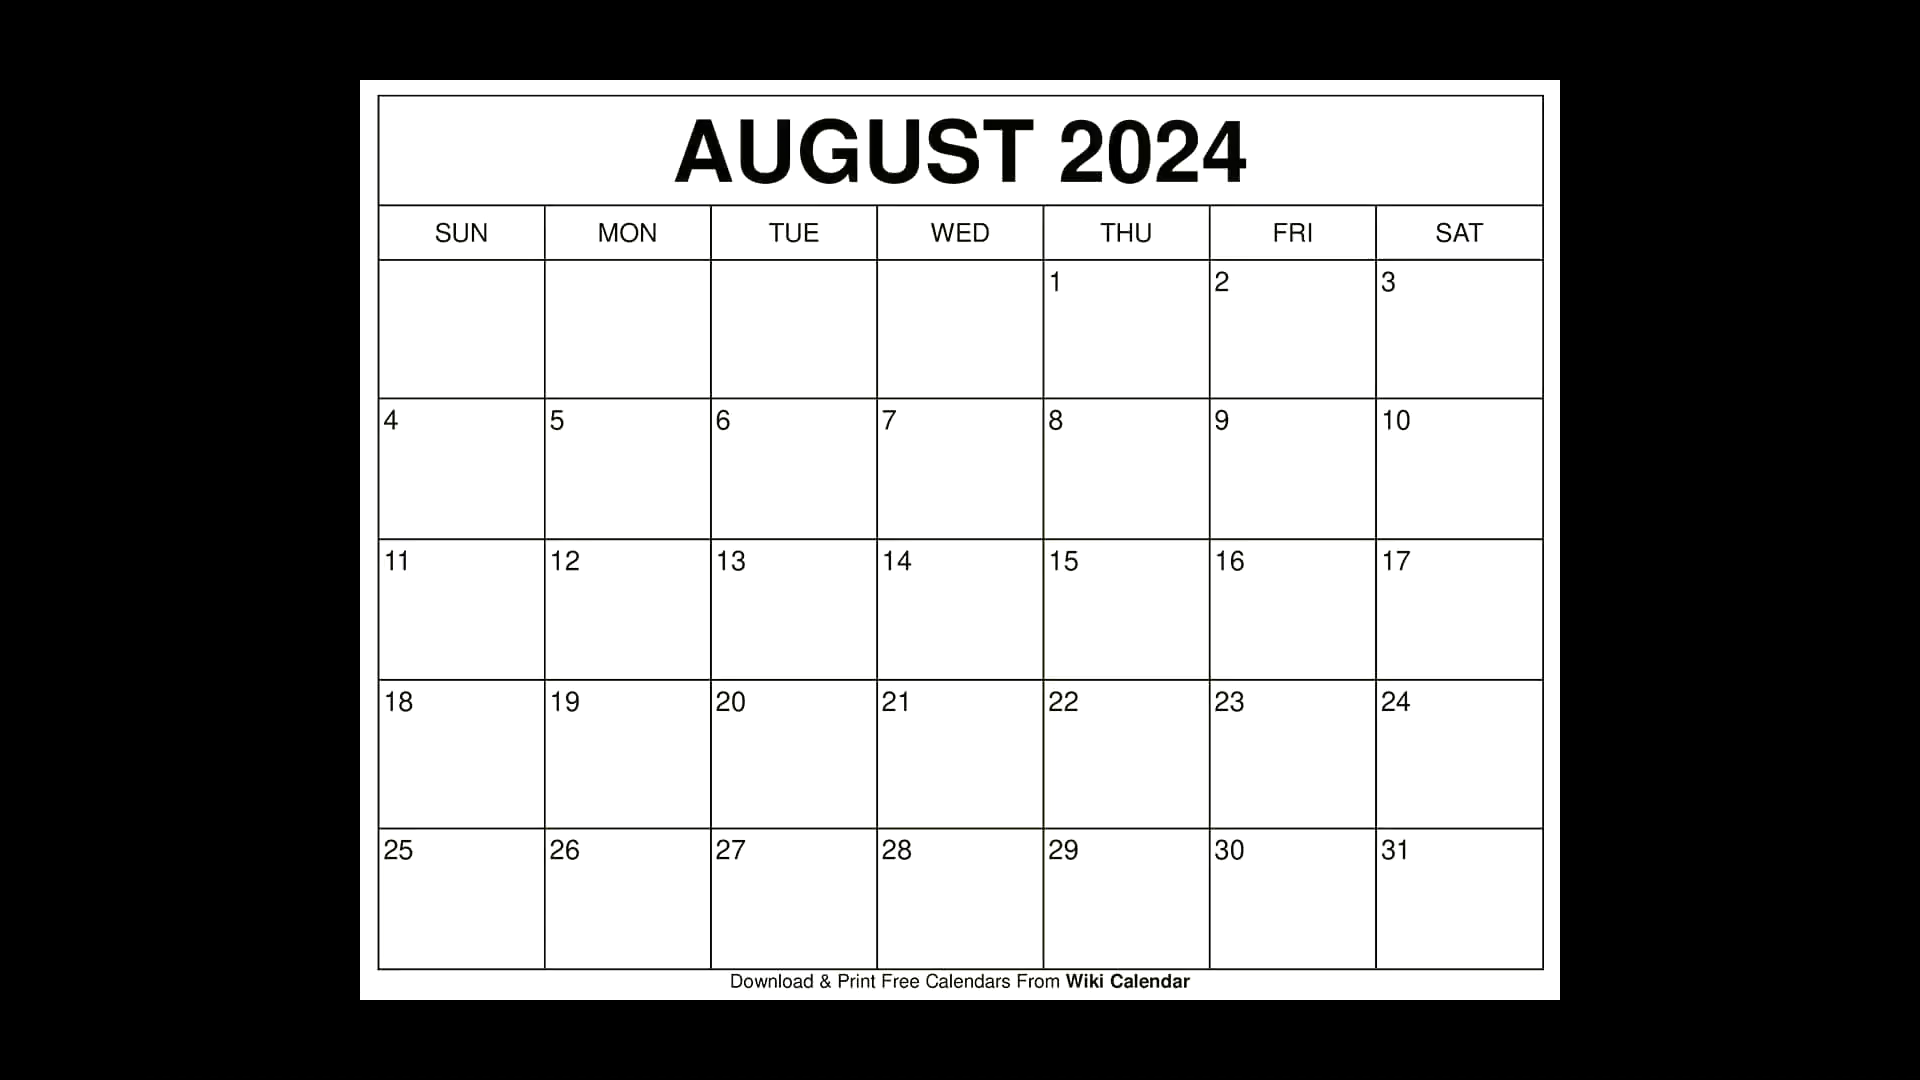 AUGUST 2024
SUN MON TUE WED THU FRI SAT
1 2 3
4 5 6 7 8 9 10
11 12 13 14 15 16 17
18 19 20 21 22 23 24
25 26 27 28 29 30 31
Download & Print Free Calendars From Wiki Calendar